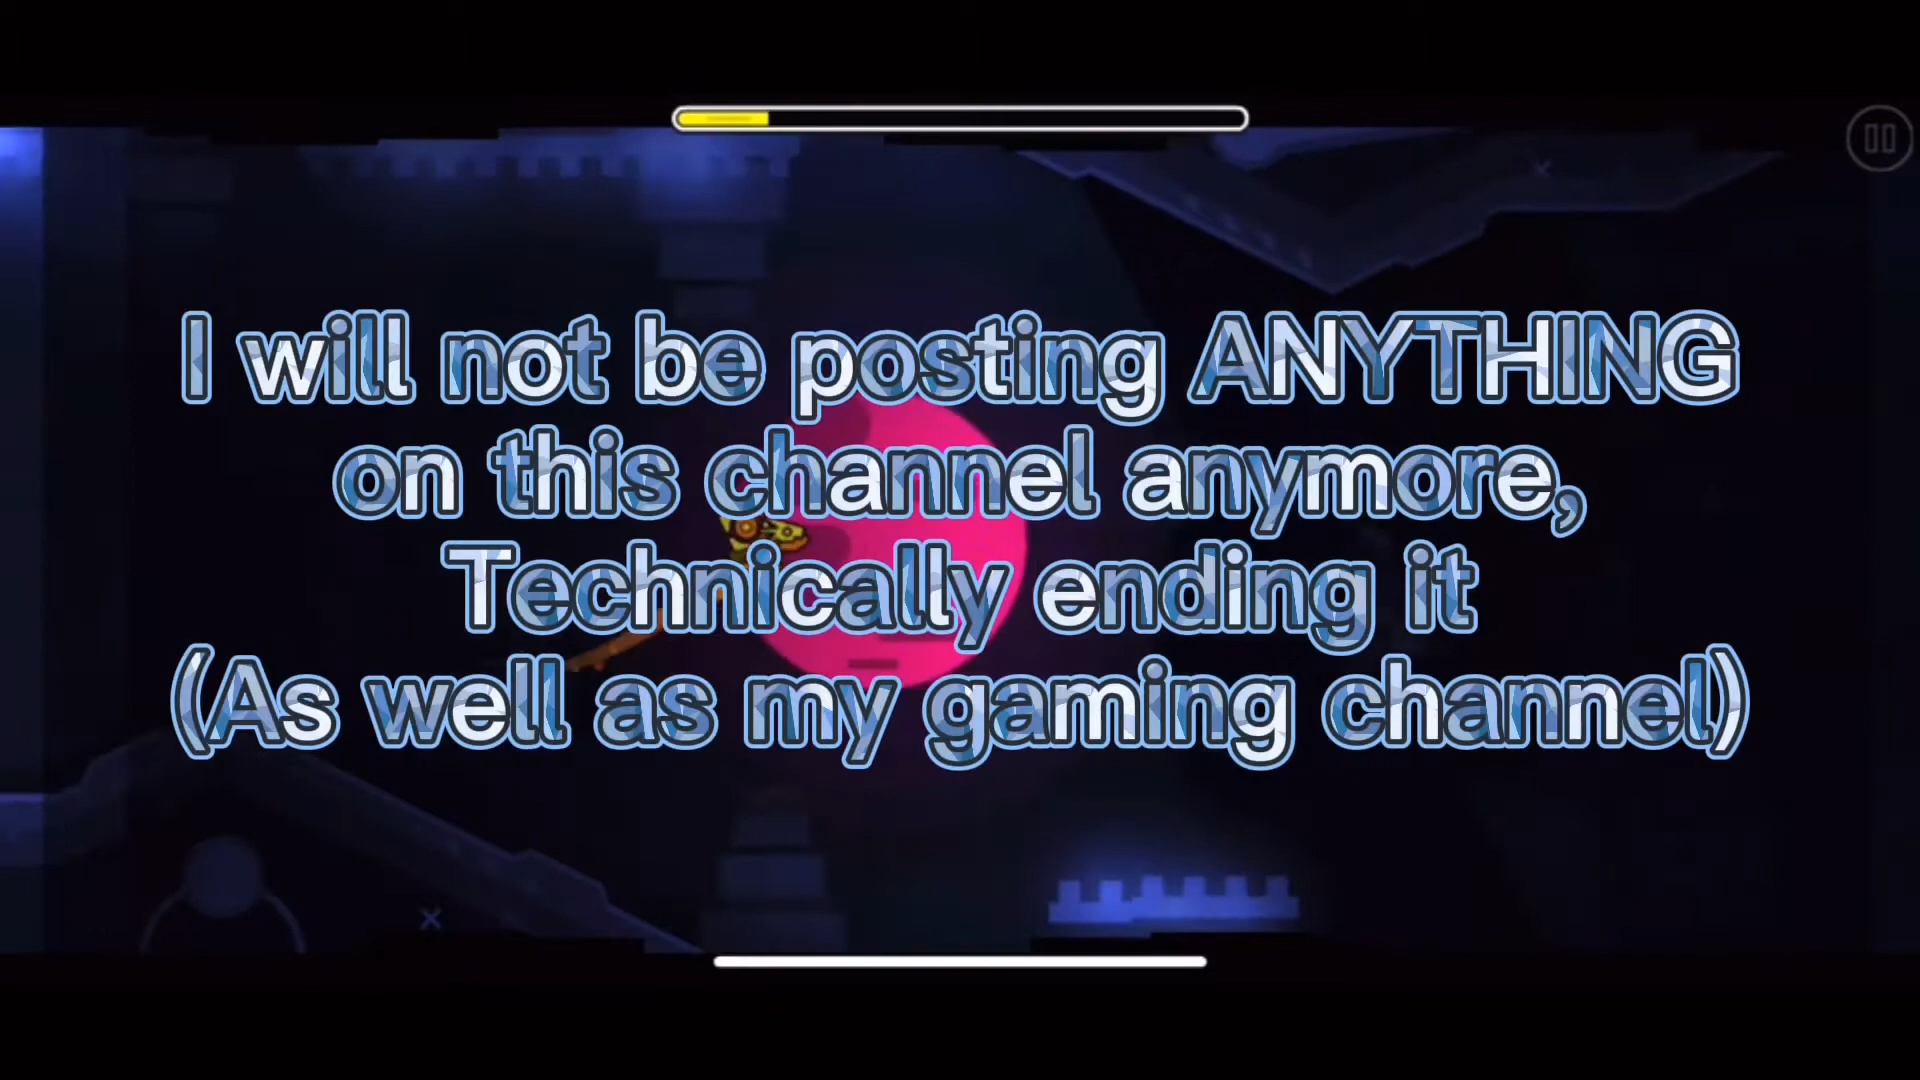 I will not be posting ANYTHING
on this channel anymore,
Technically ending it
(As well as my gaming channel)